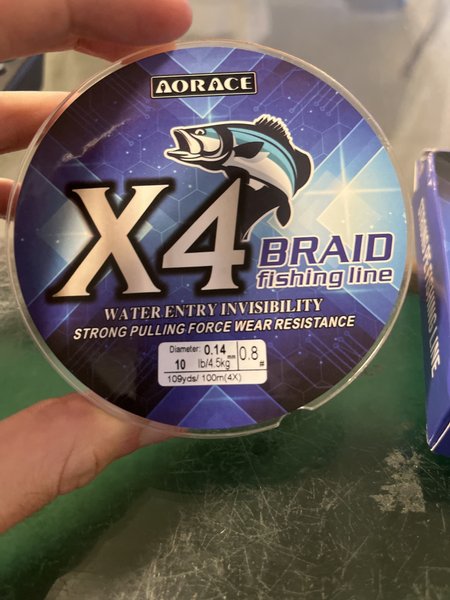 AORACE
X4
BRAID
fishing line
WATER ENTRY INVISIBILITY
STRONG PULLING FORCE WEAR RESISTANCE
Diameter: 0.14 mm 0.8 #
10 lb/4.5kg
109yds/ 100m(4X)
LINE